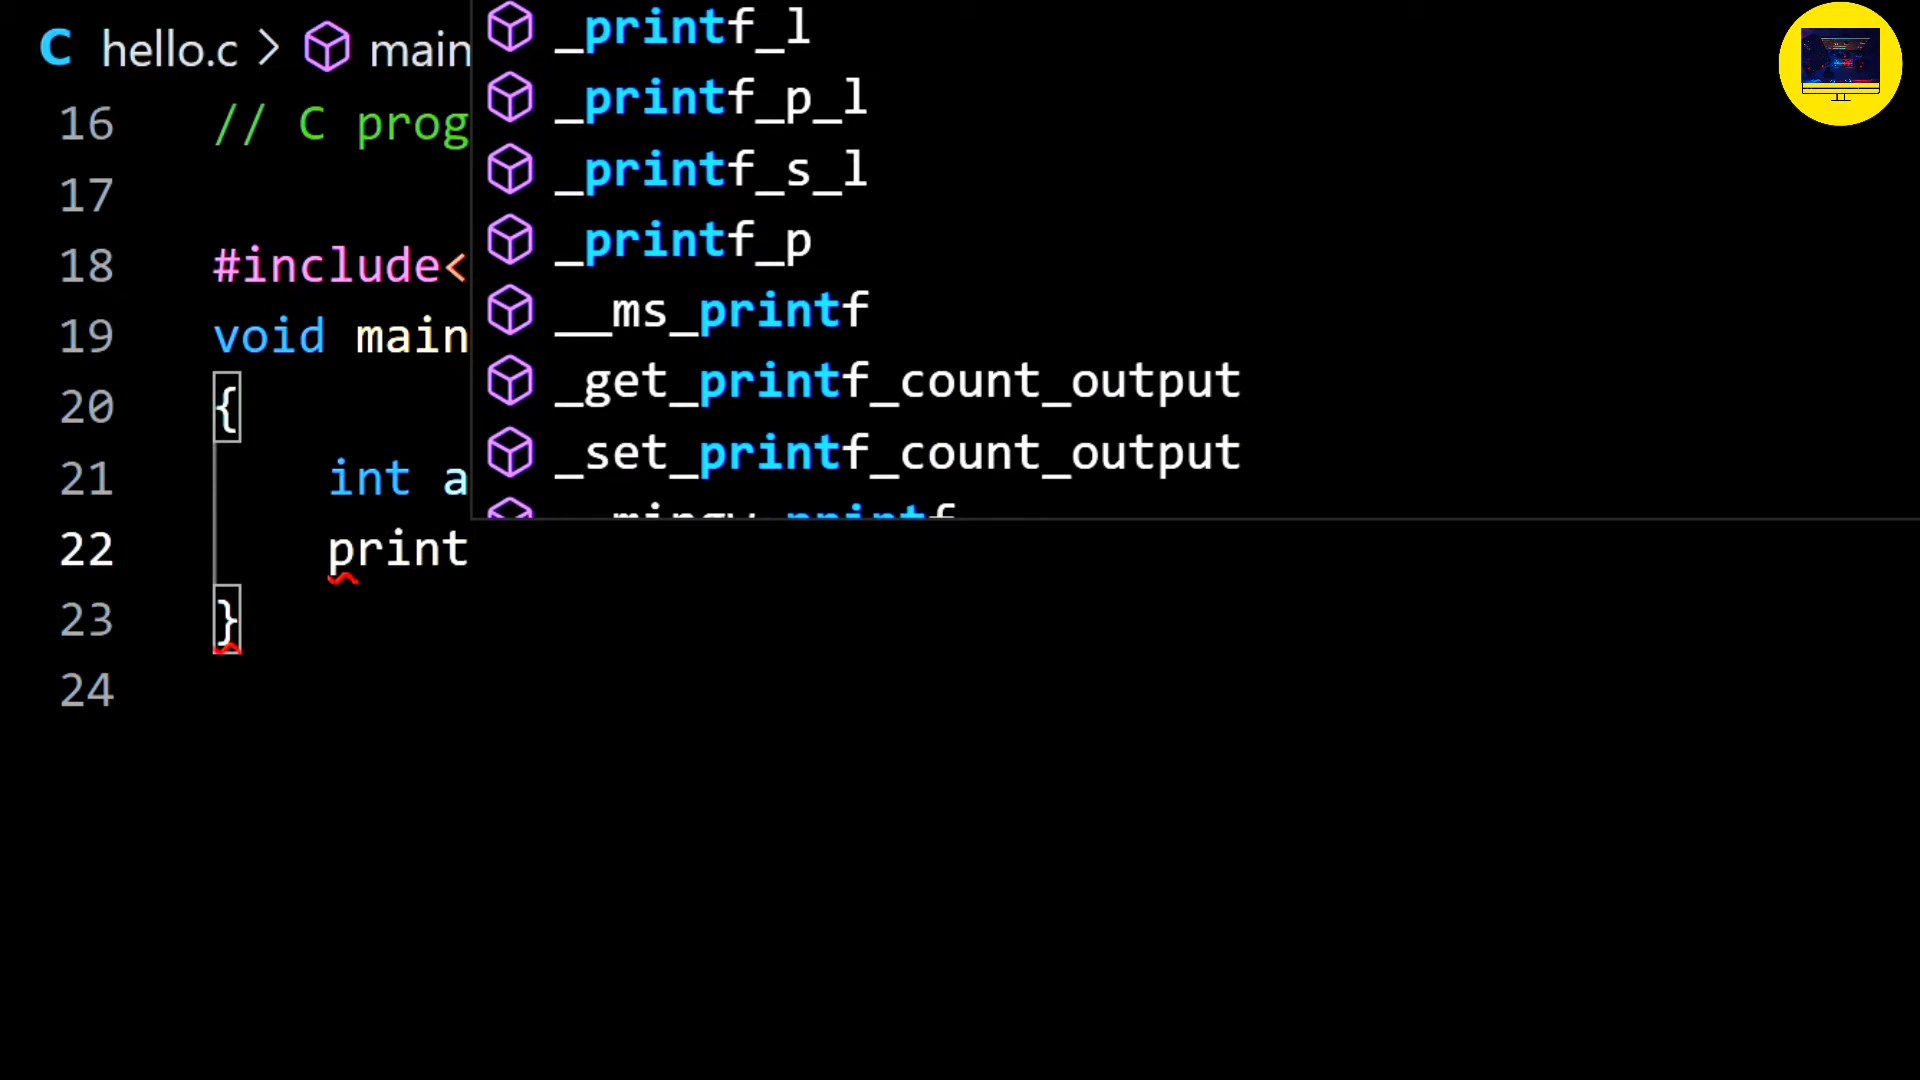 C hello.c > main
_printf_l
_printf_p_l
_printf_s_l
_printf_p
__ms_printf
_get_printf_count_output
_set_printf_count_output
__mingw_printf
16 // C prog
17
18 #include<
19 void main
20 {
21 int a
22 print
23 }
24